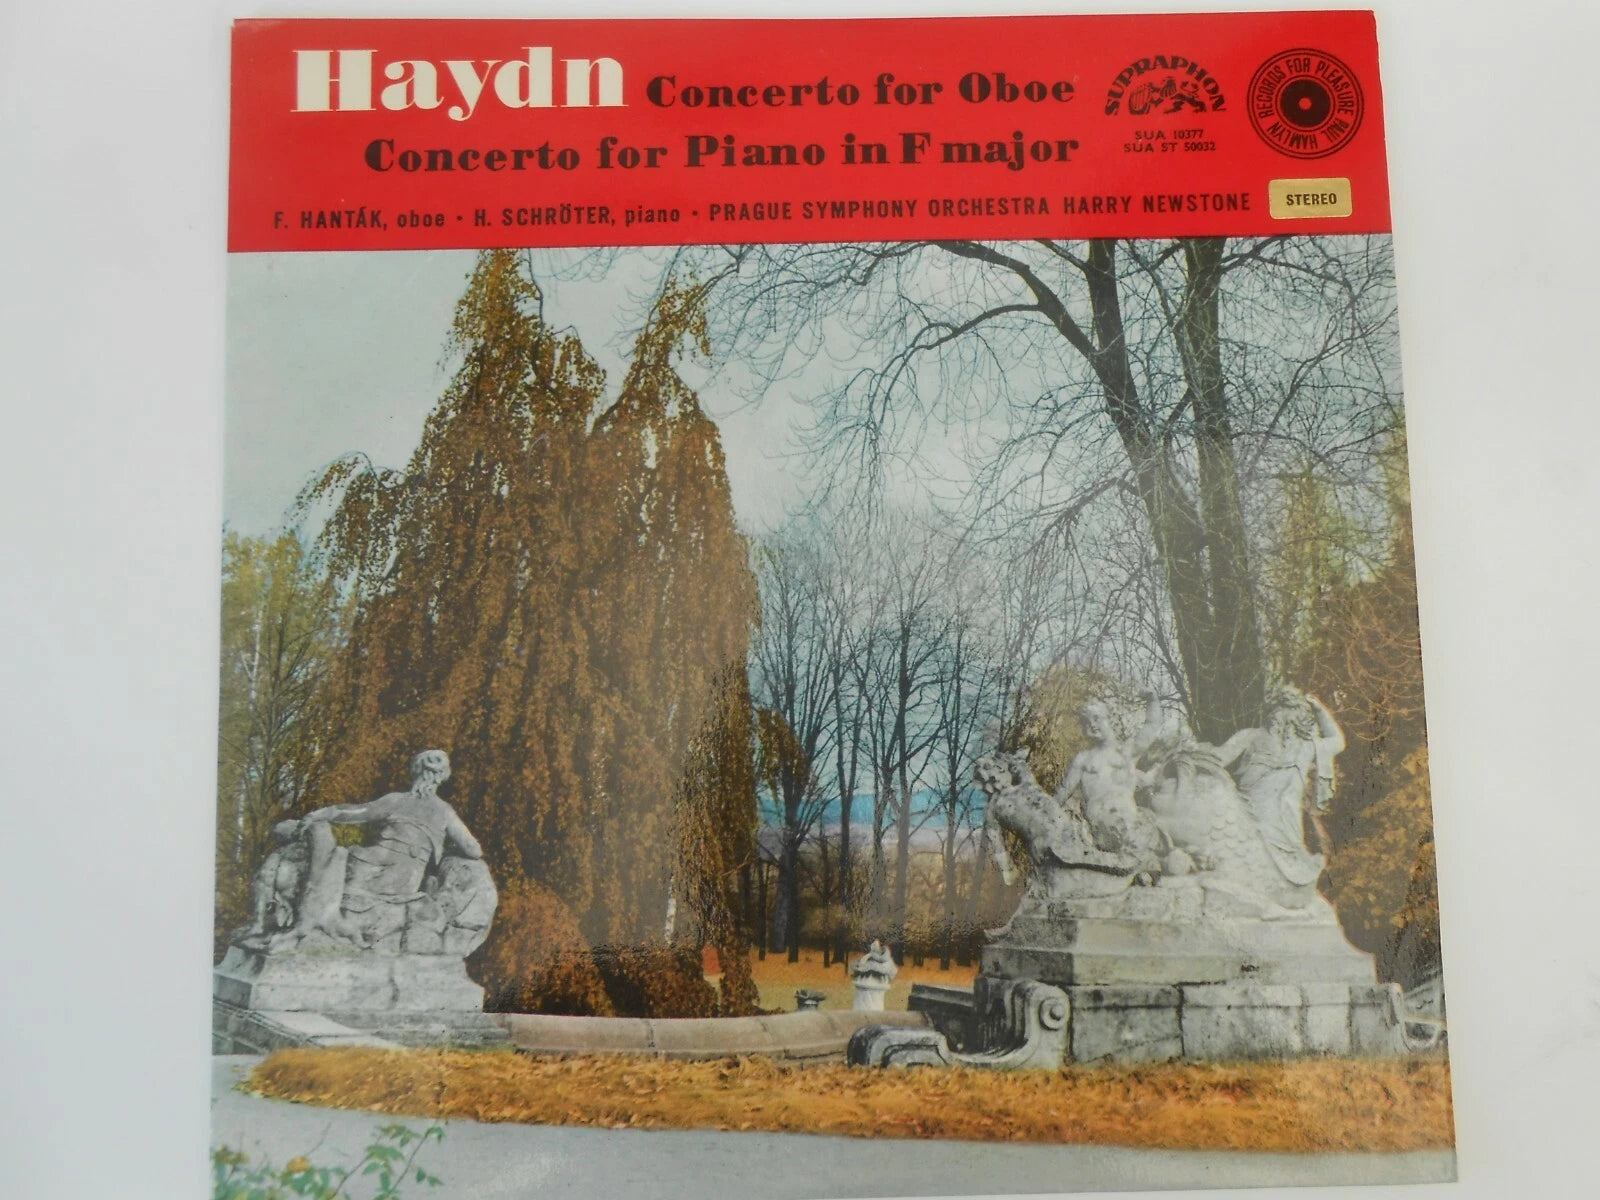 Haydn Concerto for Oboe
Concerto for Piano in F major
SUPRAPHON
SUA 10377
SUA ST 50032
RECORDS FOR PLEASURE PAUL HAMLYN
F. HANTÁK, oboe · H. SCHRÖTER, piano · PRAGUE SYMPHONY ORCHESTRA HARRY NEWSTONE
STEREO